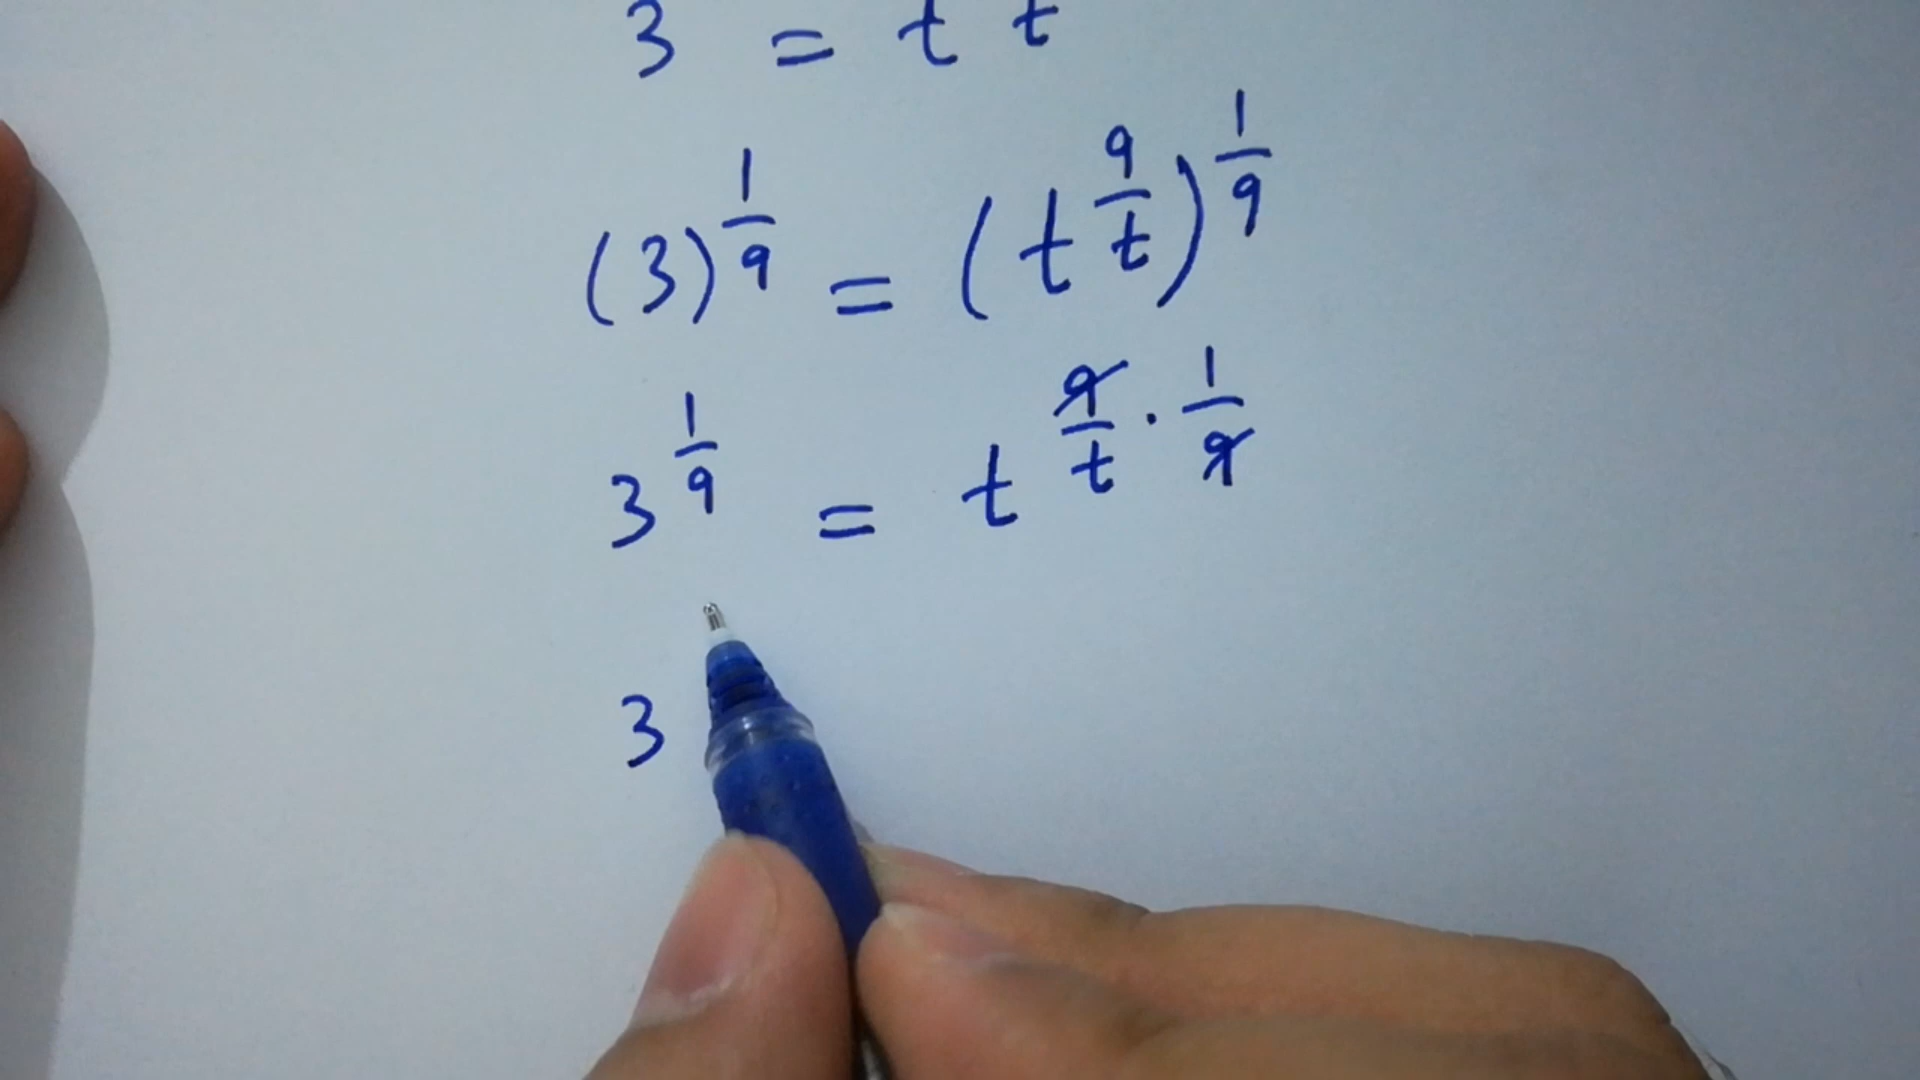 3 = t t
(3)^(1/9) = (t^(9/t))^(1/9)
3^(1/9) = t^(9/t · 1/9)
3